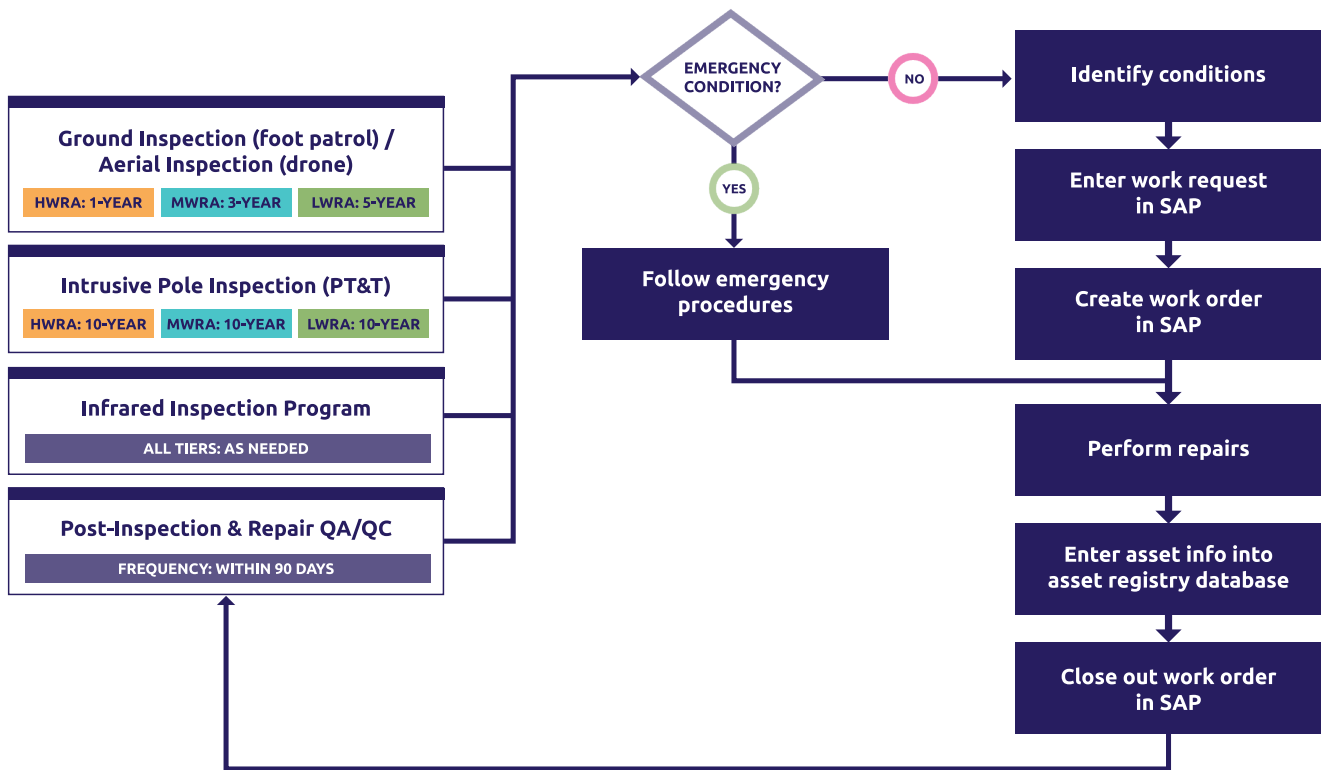 Ground Inspection (foot patrol) /
Aerial Inspection (drone)
HWRA: 1-YEAR
MWRA: 3-YEAR
LWRA: 5-YEAR
Intrusive Pole Inspection (PT&T)
HWRA: 10-YEAR
MWRA: 10-YEAR
LWRA: 10-YEAR
Infrared Inspection Program
ALL TIERS: AS NEEDED
Post-Inspection & Repair QA/QC
FREQUENCY: WITHIN 90 DAYS
EMERGENCY
CONDITION?
NO
YES
Follow emergency
procedures
Identify conditions
Enter work request
in SAP
Create work order
in SAP
Perform repairs
Enter asset info into
asset registry database
Close out work order
in SAP